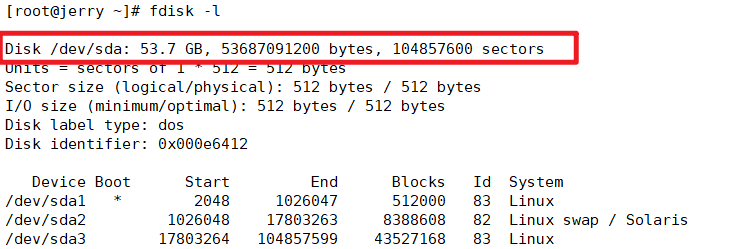 [root@jerry ~]# fdisk -l
Disk /dev/sda: 53.7 GB, 53687091200 bytes, 104857600 sectors
Units = sectors of 1 * 512 = 512 bytes
Sector size (logical/physical): 512 bytes / 512 bytes
I/O size (minimum/optimal): 512 bytes / 512 bytes
Disk label type: dos
Disk identifier: 0x000e6412
Device Boot Start End Blocks Id System
/dev/sda1 * 2048 1026047 512000 83 Linux
/dev/sda2 1026048 17803263 8388608 82 Linux swap / Solaris
/dev/sda3 17803264 104857599 43527168 83 Linux